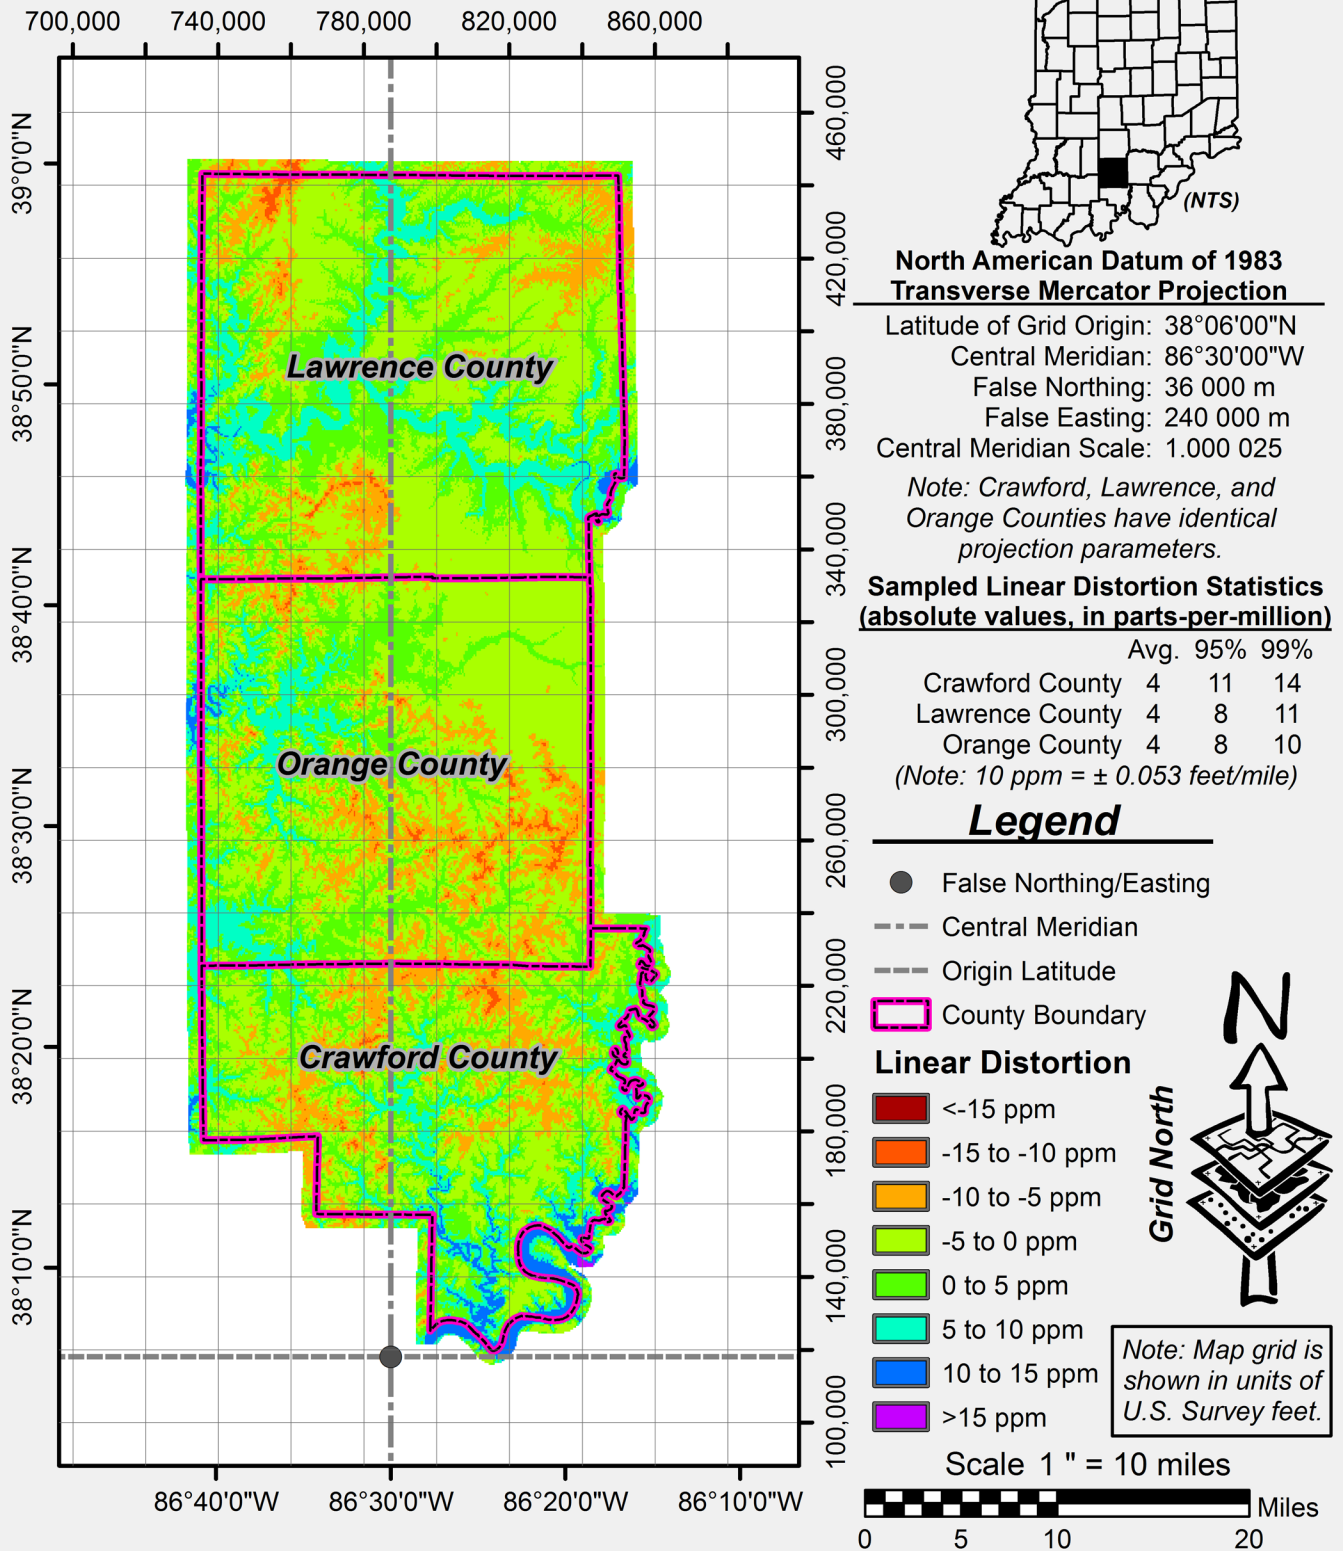 700,000 740,000 780,000 820,000 860,000
460,000
420,000
380,000
340,000
300,000
260,000
220,000
180,000
140,000
100,000
39°0'0"N
38°50'0"N
38°40'0"N
38°30'0"N
38°20'0"N
38°10'0"N
86°40'0"W 86°30'0"W 86°20'0"W 86°10'0"W
Lawrence County
Orange County
Crawford County
(NTS)
North American Datum of 1983
Transverse Mercator Projection
Latitude of Grid Origin: 38°06'00"N
Central Meridian: 86°30'00"W
False Northing: 36 000 m
False Easting: 240 000 m
Central Meridian Scale: 1.000 025
Note: Crawford, Lawrence, and
Orange Counties have identical
projection parameters.
Sampled Linear Distortion Statistics
(absolute values, in parts-per-million)
Avg. 95% 99%
Crawford County 4 11 14
Lawrence County 4 8 11
Orange County 4 8 10
(Note: 10 ppm = ± 0.053 feet/mile)
Legend
False Northing/Easting
Central Meridian
Origin Latitude
County Boundary
Linear Distortion
<-15 ppm
-15 to -10 ppm
-10 to -5 ppm
-5 to 0 ppm
0 to 5 ppm
5 to 10 ppm
10 to 15 ppm
>15 ppm
N
Grid North
Note: Map grid is
shown in units of
U.S. Survey feet.
Scale 1 " = 10 miles
Miles
0 5 10 20